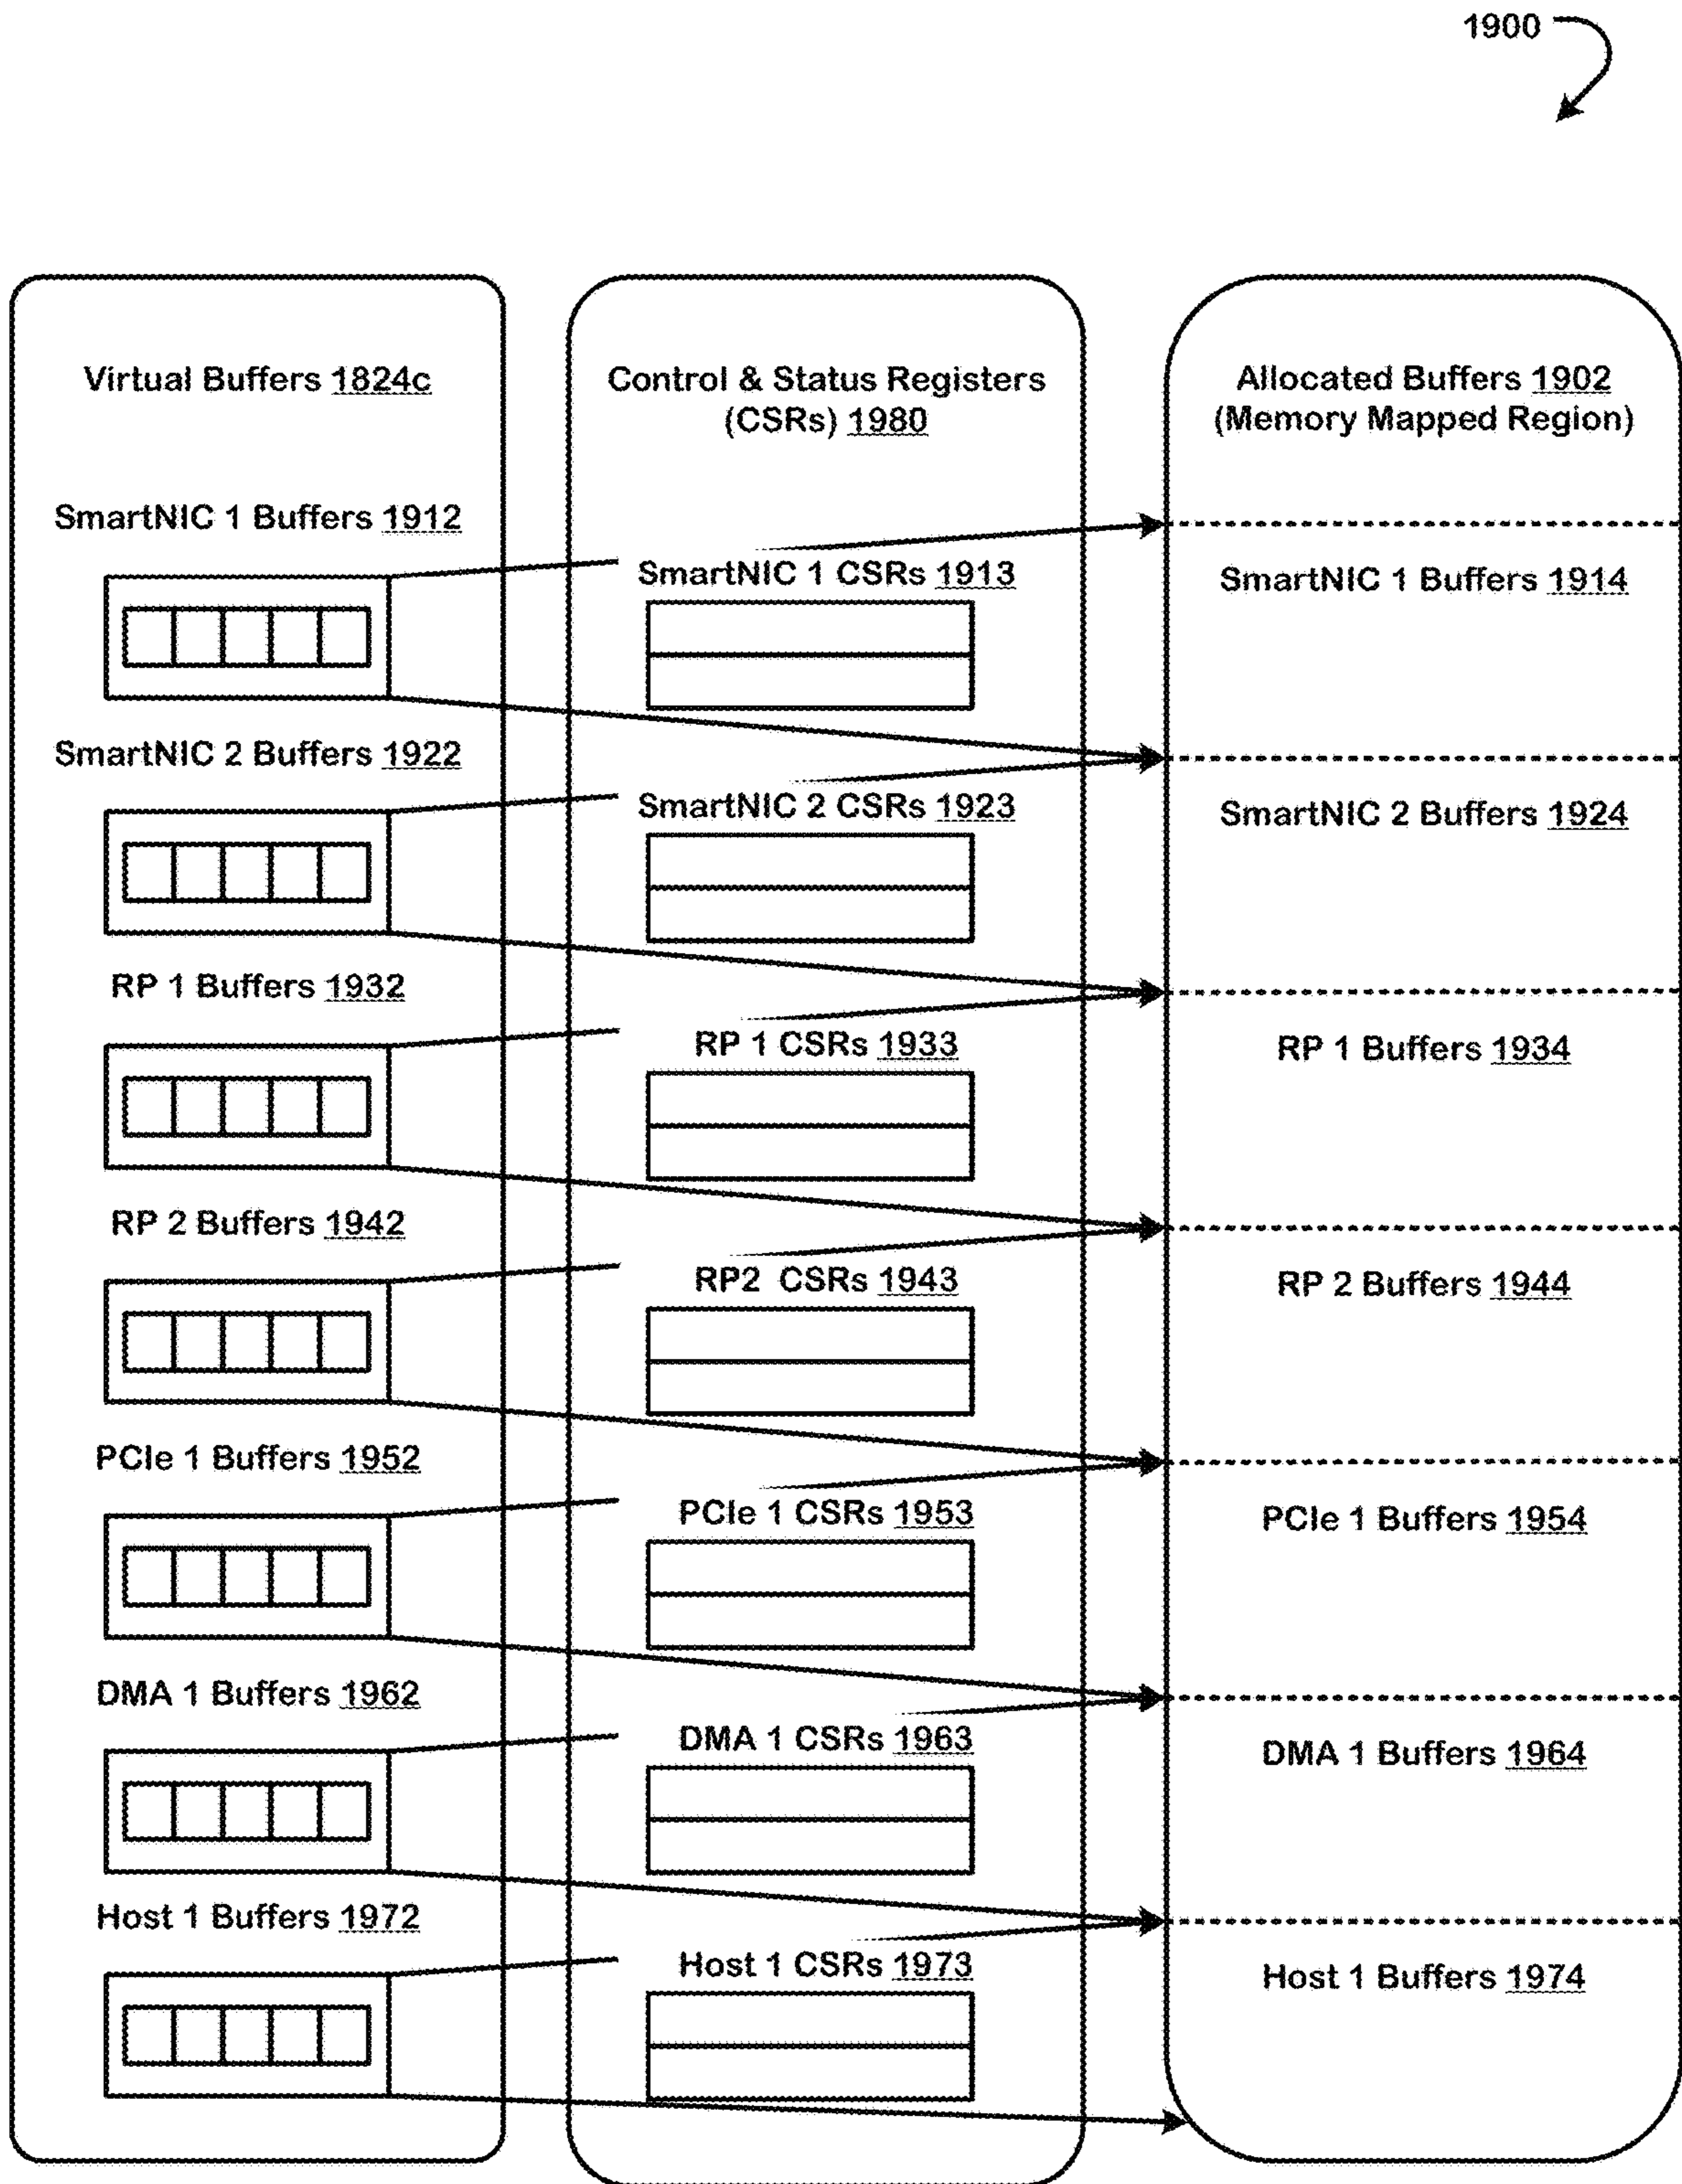 1900
Virtual Buffers 1824c
SmartNIC 1 Buffers 1912
SmartNIC 2 Buffers 1922
RP 1 Buffers 1932
RP 2 Buffers 1942
PCIe 1 Buffers 1952
DMA 1 Buffers 1962
Host 1 Buffers 1972
Control & Status Registers
(CSRs) 1980
SmartNIC 1 CSRs 1913
SmartNIC 2 CSRs 1923
RP 1 CSRs 1933
RP2 CSRs 1943
PCIe 1 CSRs 1953
DMA 1 CSRs 1963
Host 1 CSRs 1973
Allocated Buffers 1902
(Memory Mapped Region)
SmartNIC 1 Buffers 1914
SmartNIC 2 Buffers 1924
RP 1 Buffers 1934
RP 2 Buffers 1944
PCIe 1 Buffers 1954
DMA 1 Buffers 1964
Host 1 Buffers 1974